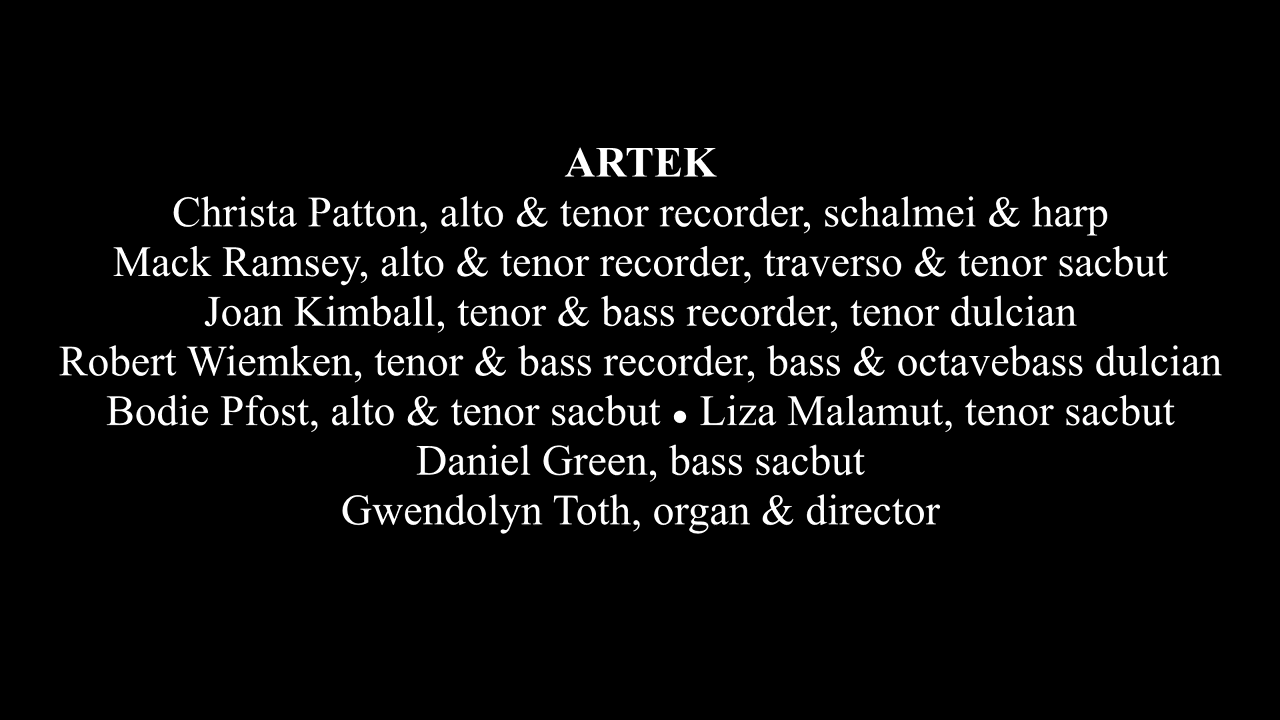 ARTEK
Christa Patton, alto & tenor recorder, schalmei & harp
Mack Ramsey, alto & tenor recorder, traverso & tenor sacbut
Joan Kimball, tenor & bass recorder, tenor dulcian
Robert Wiemken, tenor & bass recorder, bass & octavebass dulcian
Bodie Pfost, alto & tenor sacbut ● Liza Malamut, tenor sacbut
Daniel Green, bass sacbut
Gwendolyn Toth, organ & director